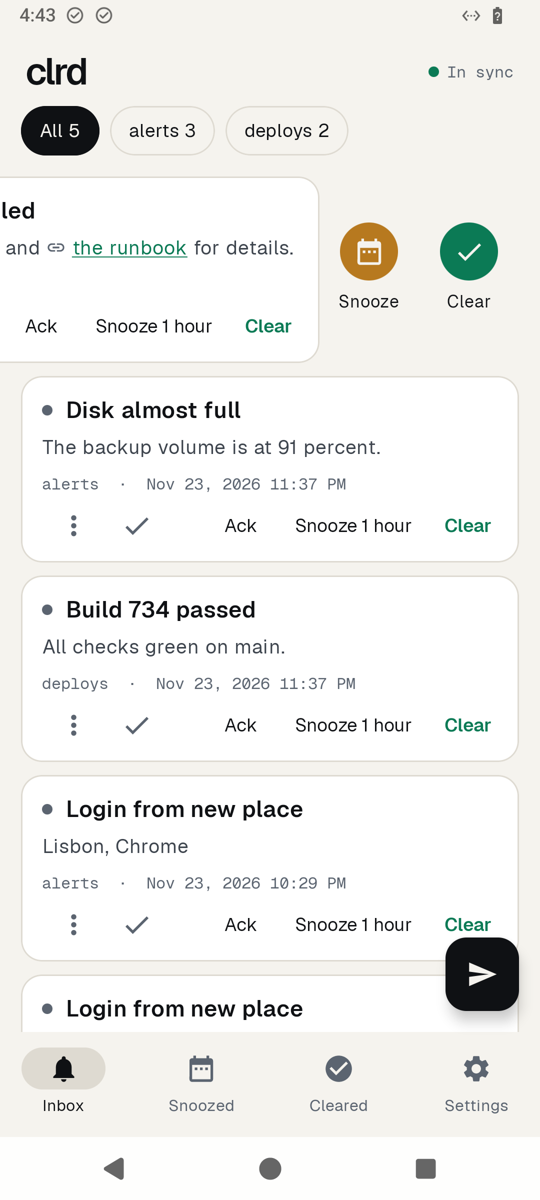 4:43
clrd
In sync
All 5
alerts 3
deploys 2
led
and the runbook for details.
Ack Snooze 1 hour Clear
Snooze Clear
Disk almost full
The backup volume is at 91 percent.
alerts · Nov 23, 2026 11:37 PM
Ack Snooze 1 hour Clear
Build 734 passed
All checks green on main.
deploys · Nov 23, 2026 11:37 PM
Ack Snooze 1 hour Clear
Login from new place
Lisbon, Chrome
alerts · Nov 23, 2026 10:29 PM
Ack Snooze 1 hour Clear
Login from new place
Inbox Snoozed Cleared Settings